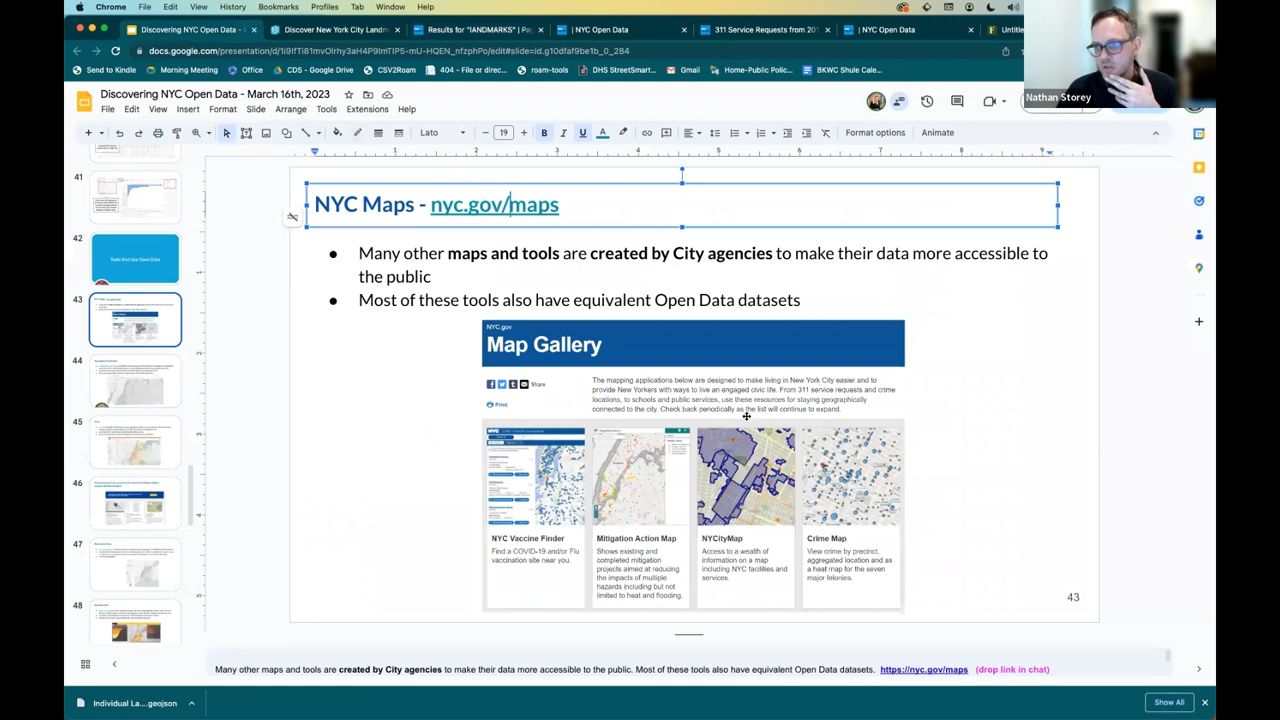 Chrome File Edit View History Bookmarks Profiles Tab Window Help
Discovering NYC Open Data -
Discover New York City Landm
Results for "LANDMARKS" | Pa
| NYC Open Data
311 Service Requests from 201
| NYC Open Data
Untitle
docs.google.com/presentation/d/1i9lfTi81mvOIrhy3aH4P9ImTIP5-mU-HQEN_nfzphPo/edit#slide=id.g10dfaf9be1b_0_284
Send to Kindle
Morning Meeting
Office
CDS - Google Drive
CSV2Roam
404 - File or direc...
roam-tools
DHS StreetSmart...
Gmail
Home-Public Polic...
BKWC Shule Cale...
Nathan Storey
Discovering NYC Open Data - March 16th, 2023
File Edit View Insert Format Slide Arrange Tools Extensions Help
Lato
19
B I U A
Format options
Animate
1 2 3 4 5 6 7 8 9
41
42
43
44
45
46
47
48
NYC Maps - nyc.gov/maps
● Many other maps and tools are created by City agencies to make their data more accessible to
the public
● Most of these tools also have equivalent Open Data datasets
NYC.gov
Map Gallery
Share
Print
The mapping applications below are designed to make living in New York City easier and to
provide New Yorkers with ways to live an engaged civic life. From 311 service requests and crime
locations, to schools and public services, use these resources for staying geographically
connected to the city. Check back periodically as the list will continue to expand.
NYC Vaccine Finder
Find a COVID-19 and/or Flu
vaccination site near you.
Mitigation Action Map
Shows existing and
completed mitigation
projects aimed at reducing
the impacts of multiple
hazards including but not
limited to heat and flooding.
NYCityMap
Access to a wealth of
information on a map
including NYC facilities and
services.
Crime Map
View crime by precinct,
aggregated location and as
a heat map for the seven
major felonies.
43
Many other maps and tools are created by City agencies to make their data more accessible to the public. Most of these tools also have equivalent Open Data datasets. https://nyc.gov/maps (drop link in chat)
Individual La....geojson
Show All